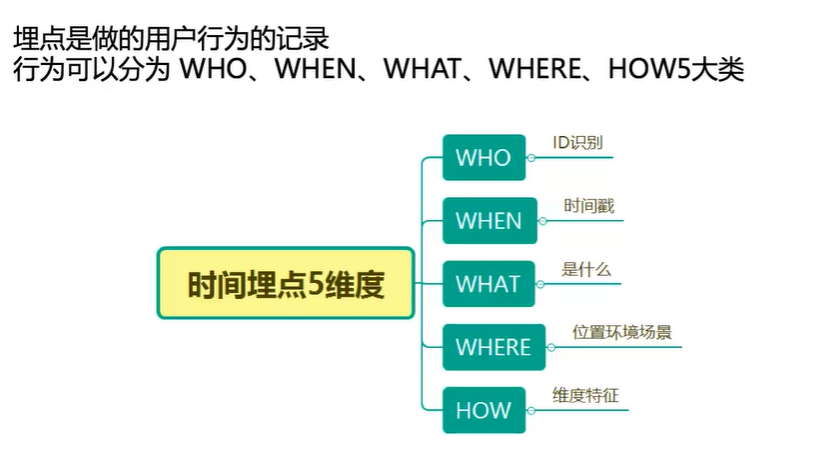 埋点是做的用户行为的记录
行为可以分为 WHO、WHEN、WHAT、WHERE、HOW5大类
WHO
ID识别
WHEN
时间戳
时间埋点5维度
WHAT
是什么
WHERE
位置环境场景
HOW
维度特征